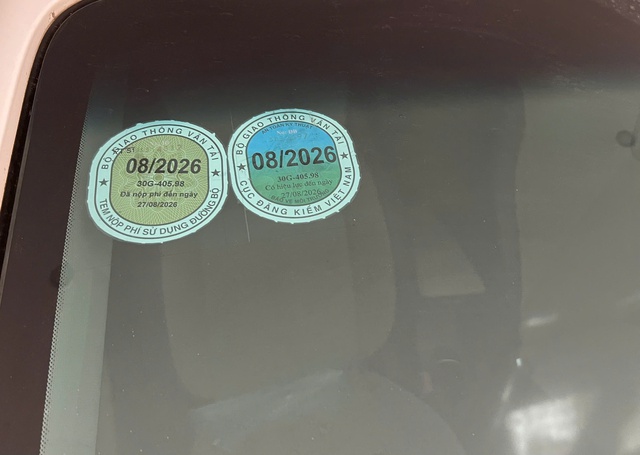 BỘ GIAO THÔNG VẬN TẢI
08/2026
30G-405.98
Đã nộp phí đến ngày
27/08/2026
TEM NỘP PHÍ SỬ DỤNG ĐƯỜNG BỘ
BỘ GIAO THÔNG VẬN TẢI
08/2026
30G-405.98
Có hiệu lực đến ngày
27/08/2026
CỤC ĐĂNG KIỂM VIỆT NAM